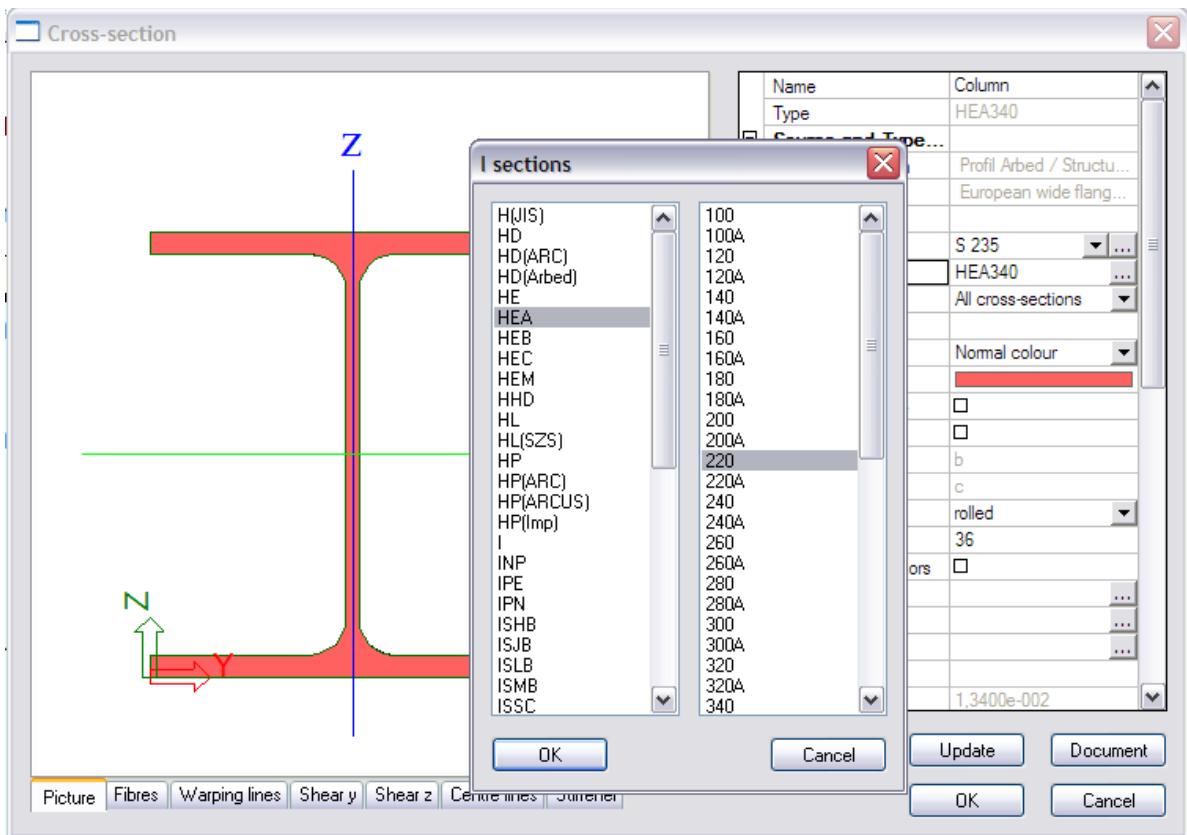 Cross-section
Name Column
Type HEA340
Profil Arbed / Structu...
European wide flang...
S 235 ...
HEA340 ...
All cross-sections
Normal colour
b
c
rolled
36
ors
...
...
...
1,3400e-002
Z
Z
Y
I sections
H(JIS)
HD
HD(ARC)
HD(Arbed)
HE
HEA
HEB
HEC
HEM
HHD
HL
HL(SZS)
HP
HP(ARC)
HP(ARCUS)
HP(Imp)
I
INP
IPE
IPN
ISHB
ISJB
ISLB
ISMB
ISSC
100
100A
120
120A
140
140A
160
160A
180
180A
200
200A
220
220A
240
240A
260
260A
280
280A
300
300A
320
320A
340
OK Cancel
Update Document
OK Cancel
Picture Fibres Warping lines Shear y Shear z Centre lines Stiffener